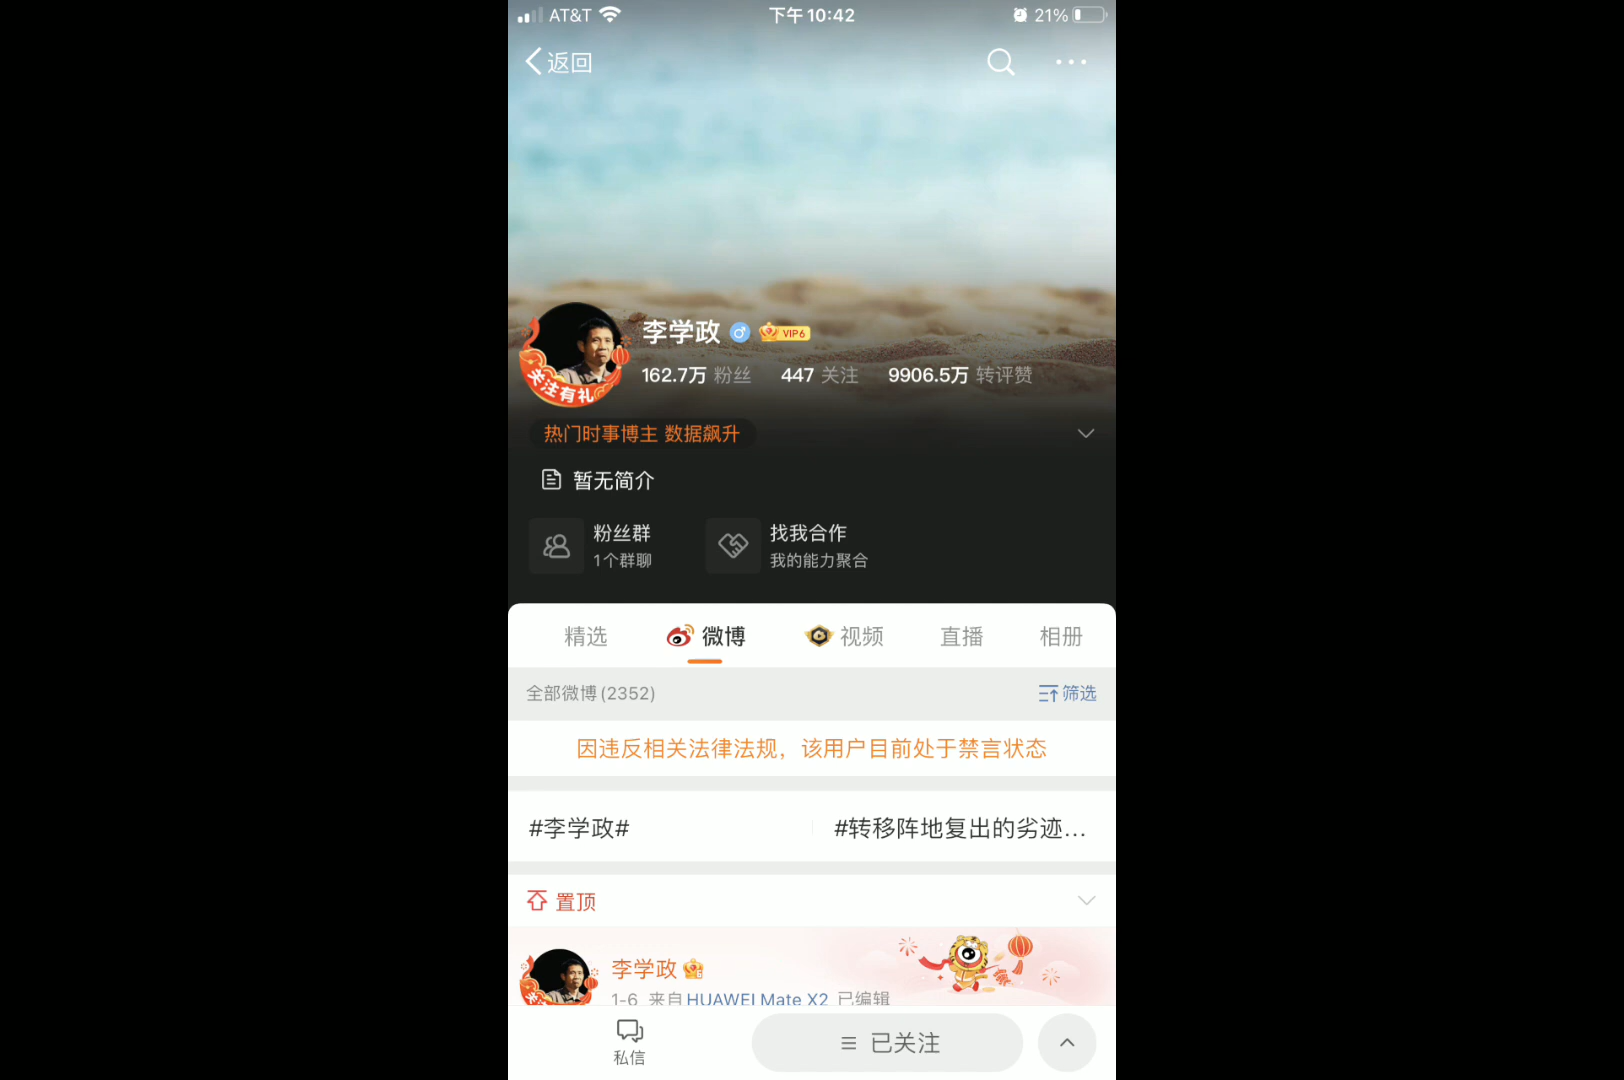 AT&T
下午10:42
21%
返回
李学政
VIP6
162.7万 粉丝 447 关注 9906.5万 转评赞
关注有礼
热门时事博主 数据飙升
暂无简介
粉丝群
1个群聊
找我合作
我的能力聚合
精选 微博 视频 直播 相册
全部微博(2352)
筛选
因违反相关法律法规，该用户目前处于禁言状态
#李学政#
#转移阵地复出的劣迹...
置顶
李学政
1-6 来自 HUAWEI Mate X2 已编辑
私信
已关注